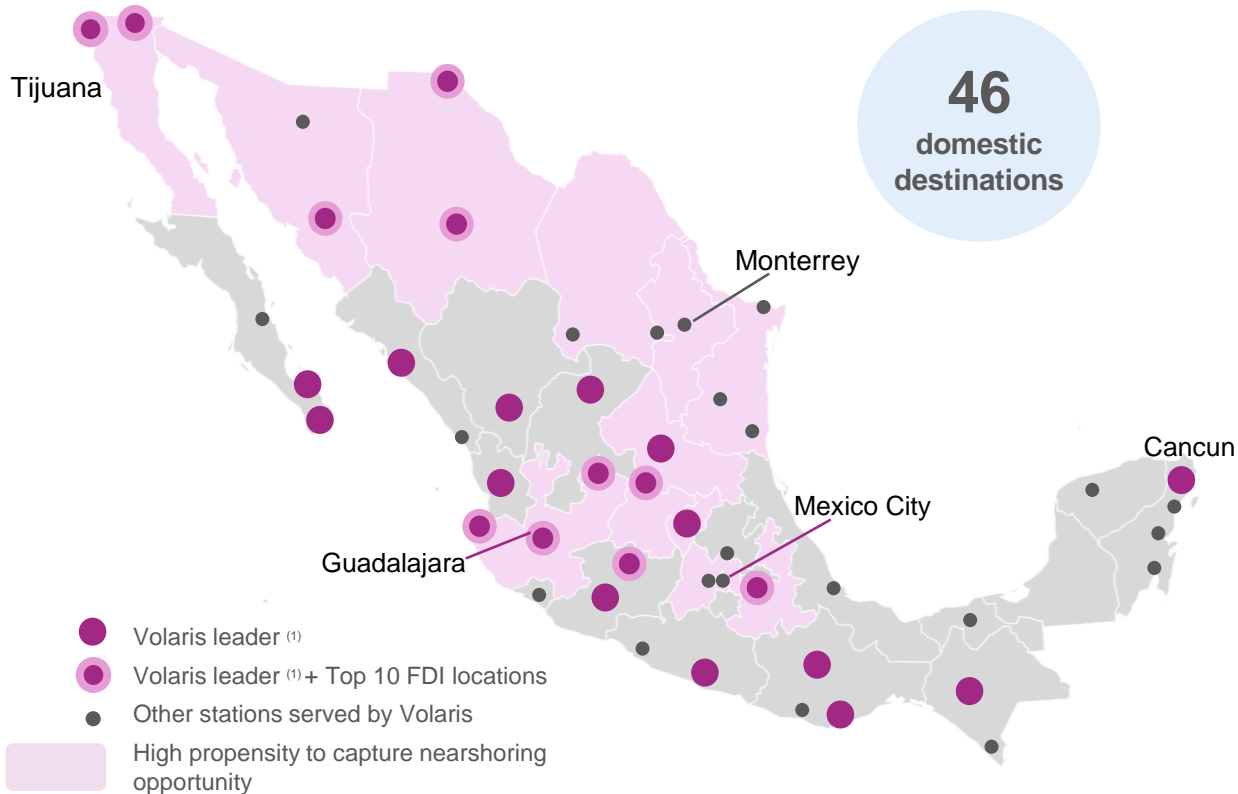 46
domestic
destinations
Tijuana
Monterrey
Cancun
Mexico City
Guadalajara
Volaris leader (1)
Volaris leader (1) + Top 10 FDI locations
Other stations served by Volaris
High propensity to capture nearshoring
opportunity